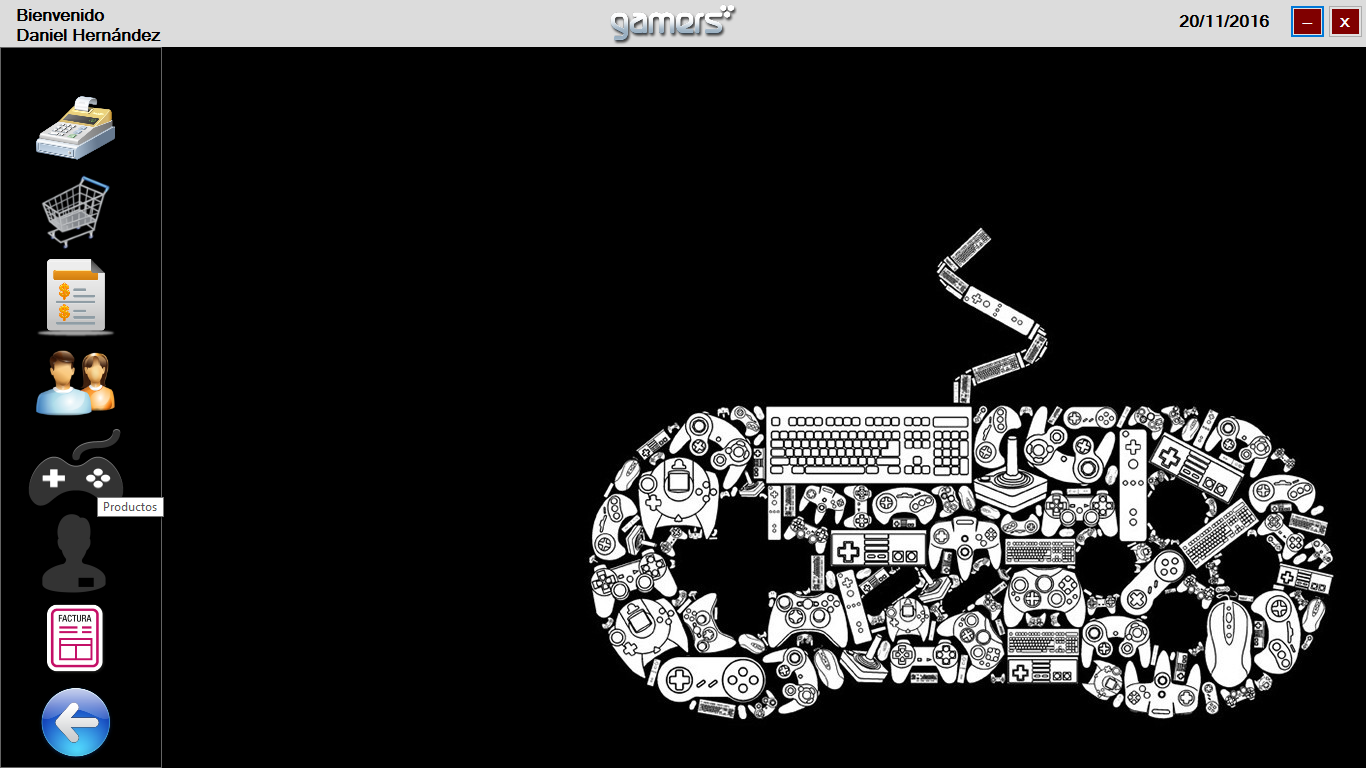 Bienvenido
Daniel Hernández
gamers
20/11/2016
Productos
FACTURA